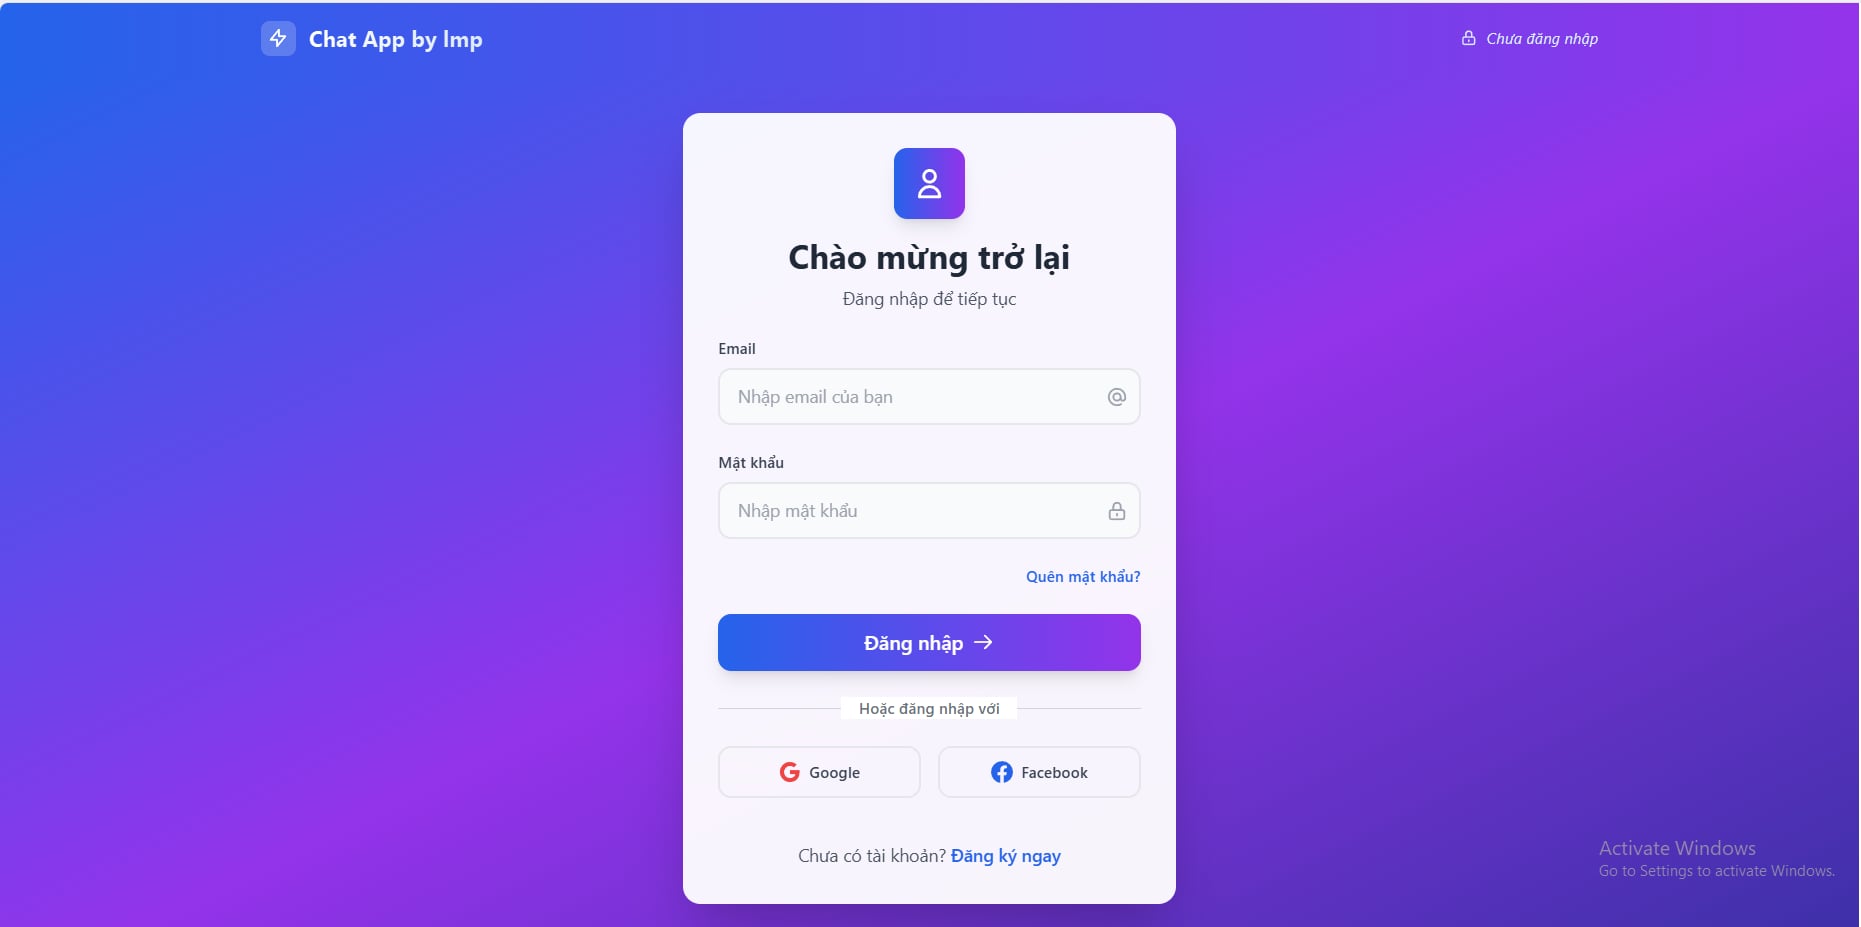 Chat App by lmp
Chưa đăng nhập
Chào mừng trở lại
Đăng nhập để tiếp tục
Email
Nhập email của bạn
Mật khẩu
Nhập mật khẩu
Quên mật khẩu?
Đăng nhập →
Hoặc đăng nhập với
Google
Facebook
Chưa có tài khoản? Đăng ký ngay
Activate Windows
Go to Settings to activate Windows.